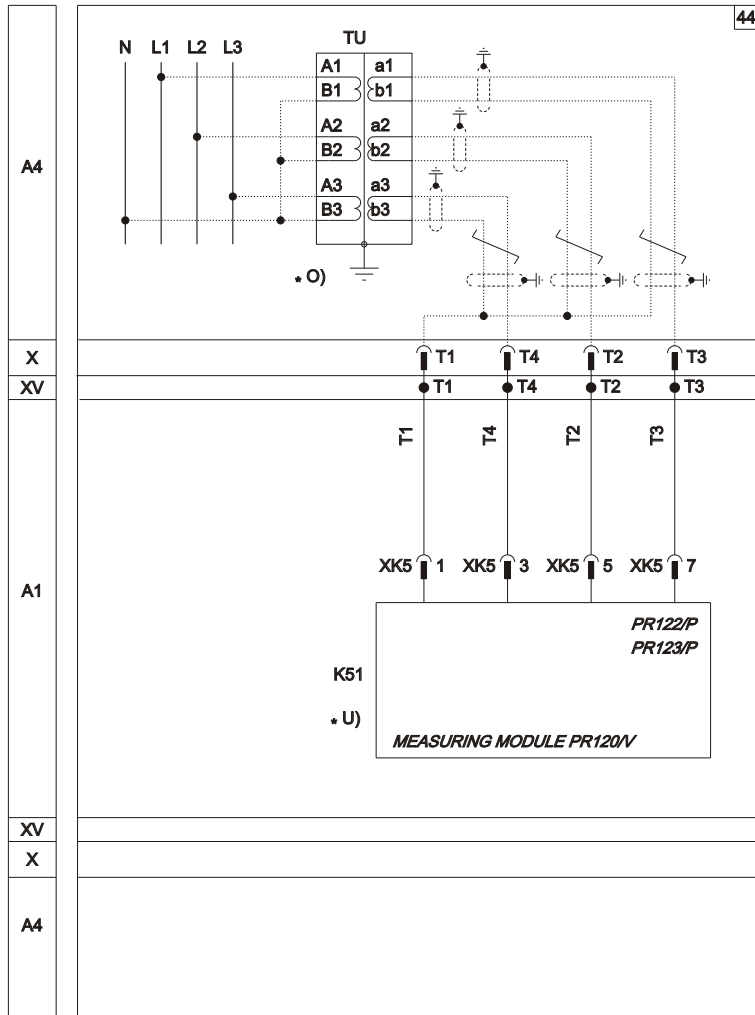 44
N L1 L2 L3
TU
A1 a1
B1 b1
A2 a2
B2 b2
A3 a3
B3 b3
A4
* O)
X
T1 T4 T2 T3
XV
T1 T4 T2 T3
T1 T4 T2 T3
XK5 1 XK5 3 XK5 5 XK5 7
A1
PR122/P
PR123/P
K51
* U)
MEASURING MODULE PR120/V
XV
X
A4